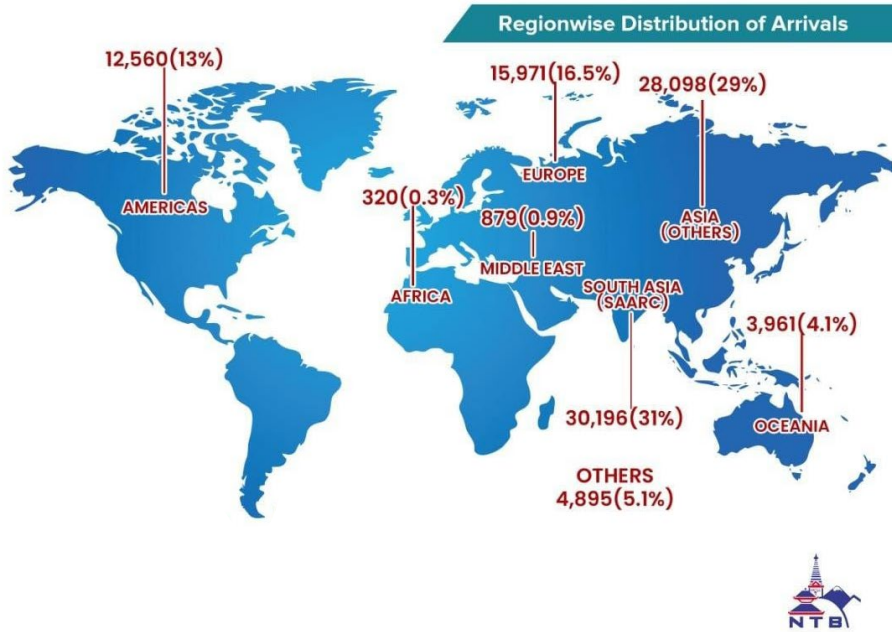 Regionwise Distribution of Arrivals
12,560(13%)
15,971(16.5%)
28,098(29%)
EUROPE
AMERICAS
320(0.3%)
879(0.9%)
ASIA
(OTHERS)
MIDDLE EAST
AFRICA
SOUTH ASIA
(SAARC)
3,961(4.1%)
30,196(31%)
OCEANIA
OTHERS
4,895(5.1%)
NTB